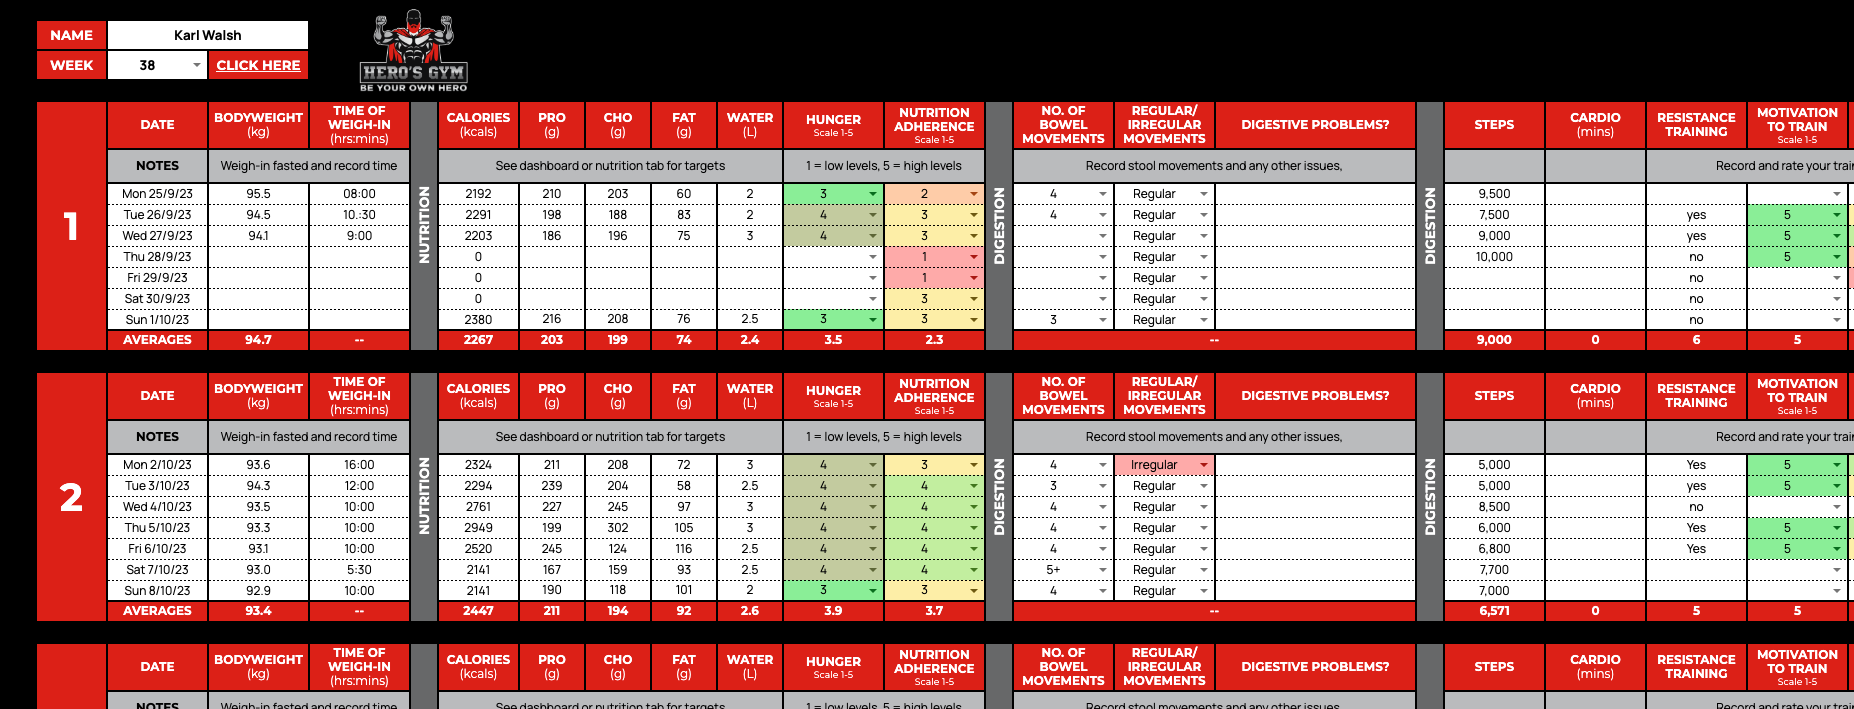 NAME Karl Walsh
WEEK 38 CLICK HERE
HERO'S GYM
BE YOUR OWN HERO
1
DATE BODYWEIGHT (kg) TIME OF WEIGH-IN (hrs:mins) NUTRITION CALORIES (kcals) PRO (g) CHO (g) FAT (g) WATER (L) HUNGER Scale 1-5 NUTRITION ADHERENCE Scale 1-5 DIGESTION NO. OF BOWEL MOVEMENTS REGULAR/ IRREGULAR MOVEMENTS DIGESTIVE PROBLEMS? DIGESTION STEPS CARDIO (mins) RESISTANCE TRAINING MOTIVATION TO TRAIN Scale 1-5
NOTES Weigh-in fasted and record time See dashboard or nutrition tab for targets 1 = low levels, 5 = high levels Record stool movements and any other issues, Record and rate your trai
Mon 25/9/23 95.5 08:00 2192 210 203 60 2 3 2 4 Regular 9,500
Tue 26/9/23 94.5 10.:30 2291 198 188 83 2 4 3 4 Regular 7,500 yes 5
Wed 27/9/23 94.1 9:00 2203 186 196 75 3 4 3 Regular 9,000 yes 5
Thu 28/9/23 0 1 Regular 10,000 no 5
Fri 29/9/23 0 1 Regular no
Sat 30/9/23 0 3 Regular no
Sun 1/10/23 2380 216 208 76 2.5 3 3 3 Regular no
AVERAGES 94.7 -- 2267 203 199 74 2.4 3.5 2.3 -- 9,000 0 6 5
2
DATE BODYWEIGHT (kg) TIME OF WEIGH-IN (hrs:mins) NUTRITION CALORIES (kcals) PRO (g) CHO (g) FAT (g) WATER (L) HUNGER Scale 1-5 NUTRITION ADHERENCE Scale 1-5 DIGESTION NO. OF BOWEL MOVEMENTS REGULAR/ IRREGULAR MOVEMENTS DIGESTIVE PROBLEMS? DIGESTION STEPS CARDIO (mins) RESISTANCE TRAINING MOTIVATION TO TRAIN Scale 1-5
NOTES Weigh-in fasted and record time See dashboard or nutrition tab for targets 1 = low levels, 5 = high levels Record stool movements and any other issues, Record and rate your trai
Mon 2/10/23 93.6 16:00 2324 211 208 72 3 4 3 4 Irregular 5,000 Yes 5
Tue 3/10/23 94.3 12:00 2294 239 204 58 2.5 4 4 3 Regular 5,000 yes 5
Wed 4/10/23 93.5 10:00 2761 227 245 97 3 4 4 4 Regular 8,500 no
Thu 5/10/23 93.3 10:00 2949 199 302 105 3 4 4 4 Regular 6,000 Yes 5
Fri 6/10/23 93.1 10:00 2520 245 124 116 2.5 4 4 4 Regular 6,800 Yes 5
Sat 7/10/23 93.0 5:30 2141 167 159 93 2.5 4 4 5+ Regular 7,700
Sun 8/10/23 92.9 10:00 2141 190 118 101 2 3 3 4 Regular 7,000
AVERAGES 93.4 -- 2447 211 194 92 2.6 3.9 3.7 -- 6,571 0 5 5
DATE BODYWEIGHT (kg) TIME OF WEIGH-IN (hrs:mins) CALORIES (kcals) PRO (g) CHO (g) FAT (g) WATER (L) HUNGER Scale 1-5 NUTRITION ADHERENCE Scale 1-5 NO. OF BOWEL MOVEMENTS REGULAR/ IRREGULAR MOVEMENTS DIGESTIVE PROBLEMS? STEPS CARDIO (mins) RESISTANCE TRAINING MOTIVATION TO TRAIN Scale 1-5
NOTES Weigh-in fasted and record time See dashboard or nutrition tab for targets 1 = low levels, 5 = high levels Record stool movements and any other issues, Record and rate your trai